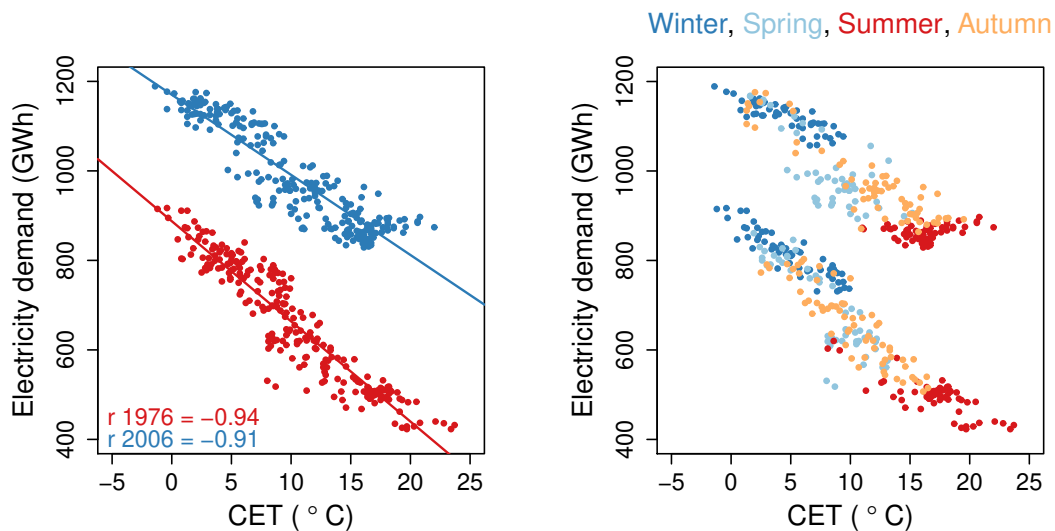 Winter, Spring, Summer, Autumn
1200
1000
800
600
400
Electricity demand (GWh)
r 1976 = −0.94
r 2006 = −0.91
−5 0 5 10 15 20 25
CET ( ° C)
1200
1000
800
600
400
Electricity demand (GWh)
−5 0 5 10 15 20 25
CET ( ° C)